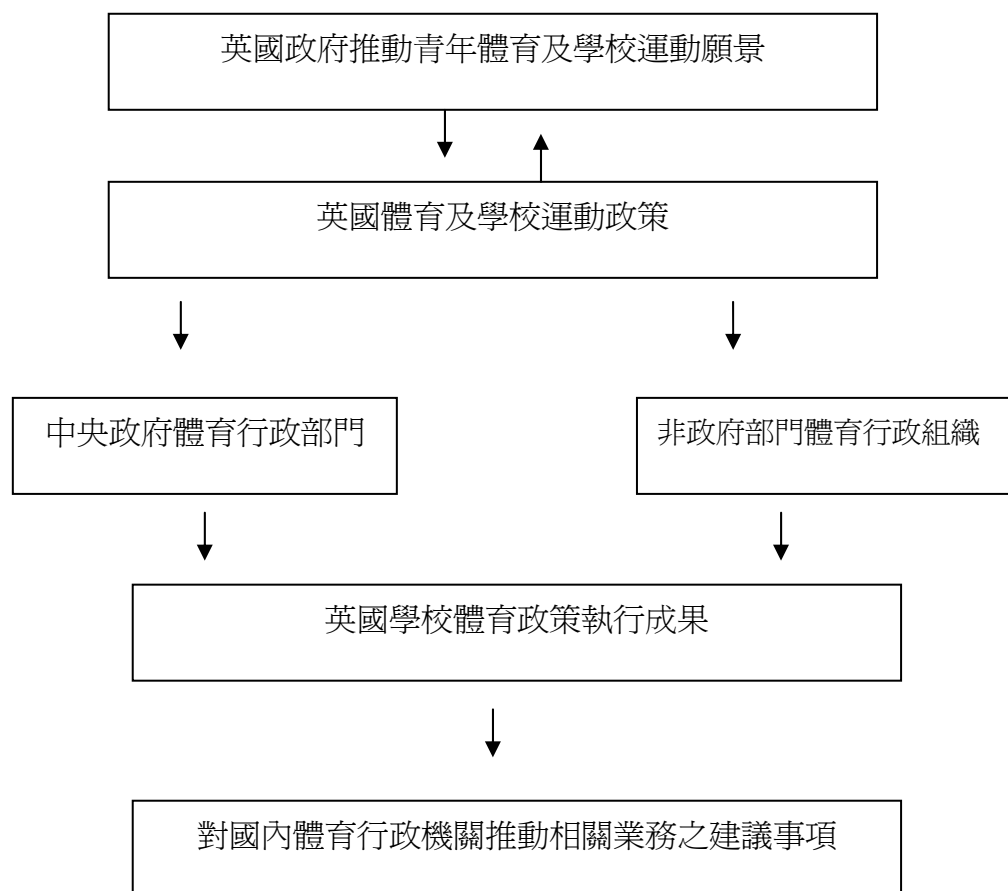 英國政府推動青年體育及學校運動願景
英國體育及學校運動政策
中央政府體育行政部門
非政府部門體育行政組織
英國學校體育政策執行成果
對國內體育行政機關推動相關業務之建議事項